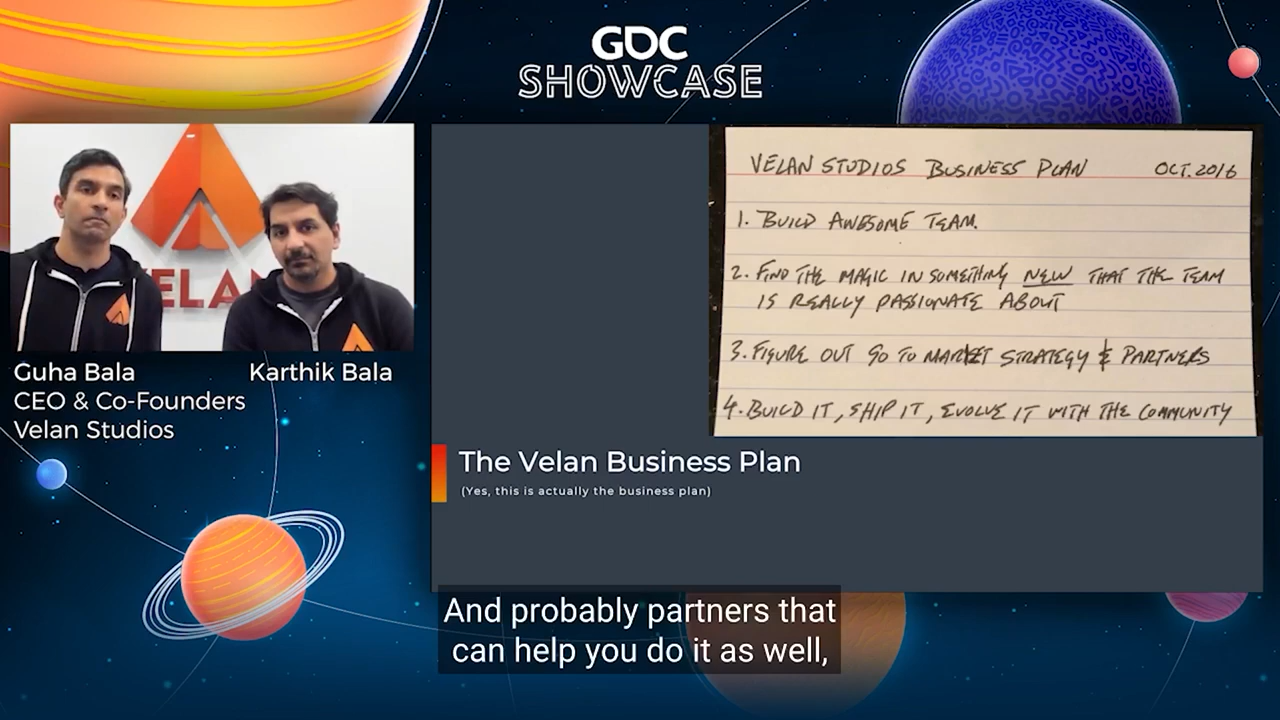 GDC
SHOWCASE
VELAN
Guha Bala
Karthik Bala
CEO & Co-Founders
Velan Studios
VELAN STUDIOS BUSINESS PLAN OCT. 2016
1. BUILD AWESOME TEAM.
2. FIND THE MAGIC IN SOMETHING NEW THAT THE TEAM
IS REALLY PASSIONATE ABOUT
3. FIGURE OUT GO TO MARKET STRATEGY & PARTNERS
4. BUILD IT, SHIP IT, EVOLVE IT WITH THE COMMUNITY
The Velan Business Plan
(Yes, this is actually the business plan)
And probably partners that
can help you do it as well,